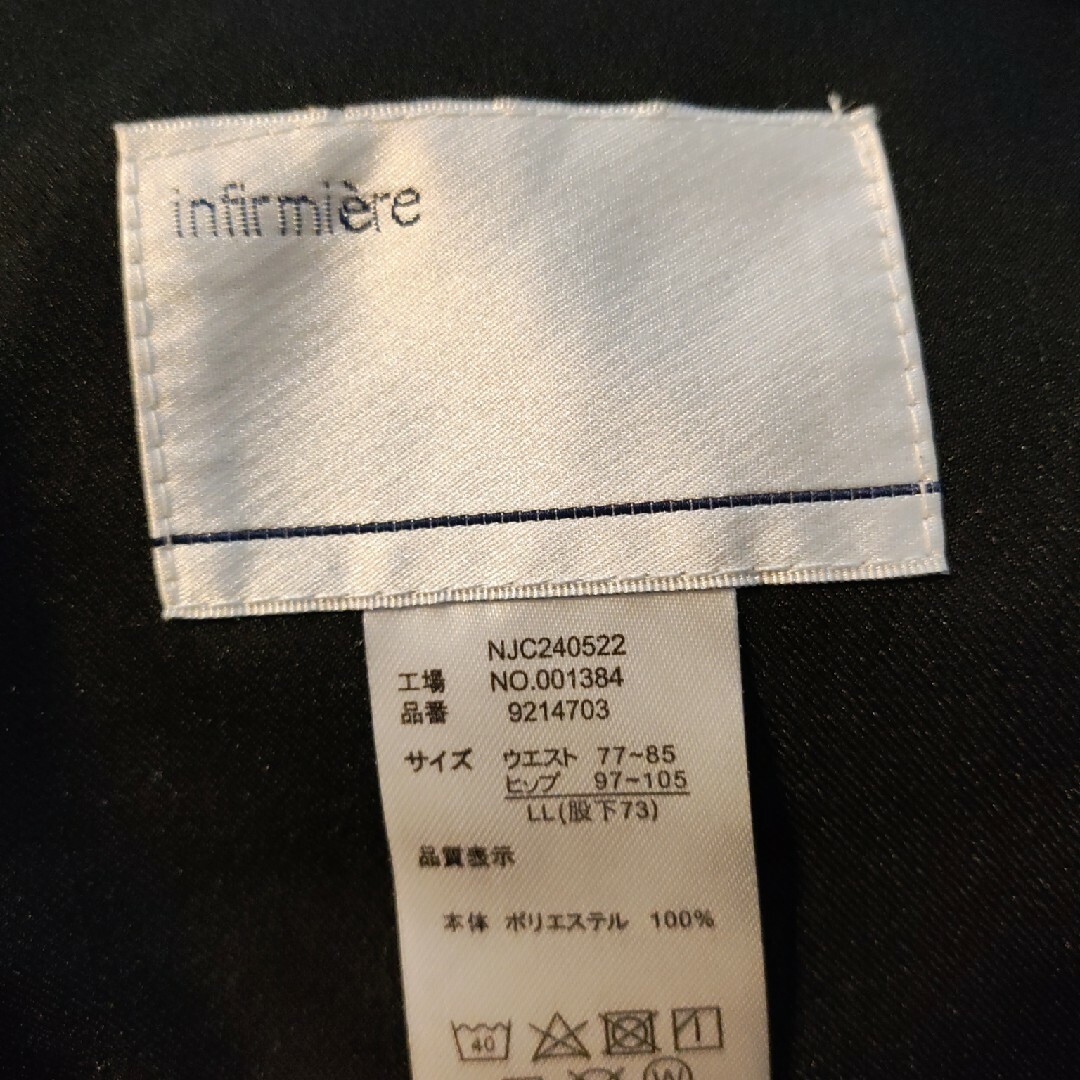 infirmière
NJC240522
工場 NO.001384
品番 9214703
サイズ ウエスト 77~85
ヒップ 97~105
LL(股下73)
品質表示
本体 ポリエステル 100%
40
W